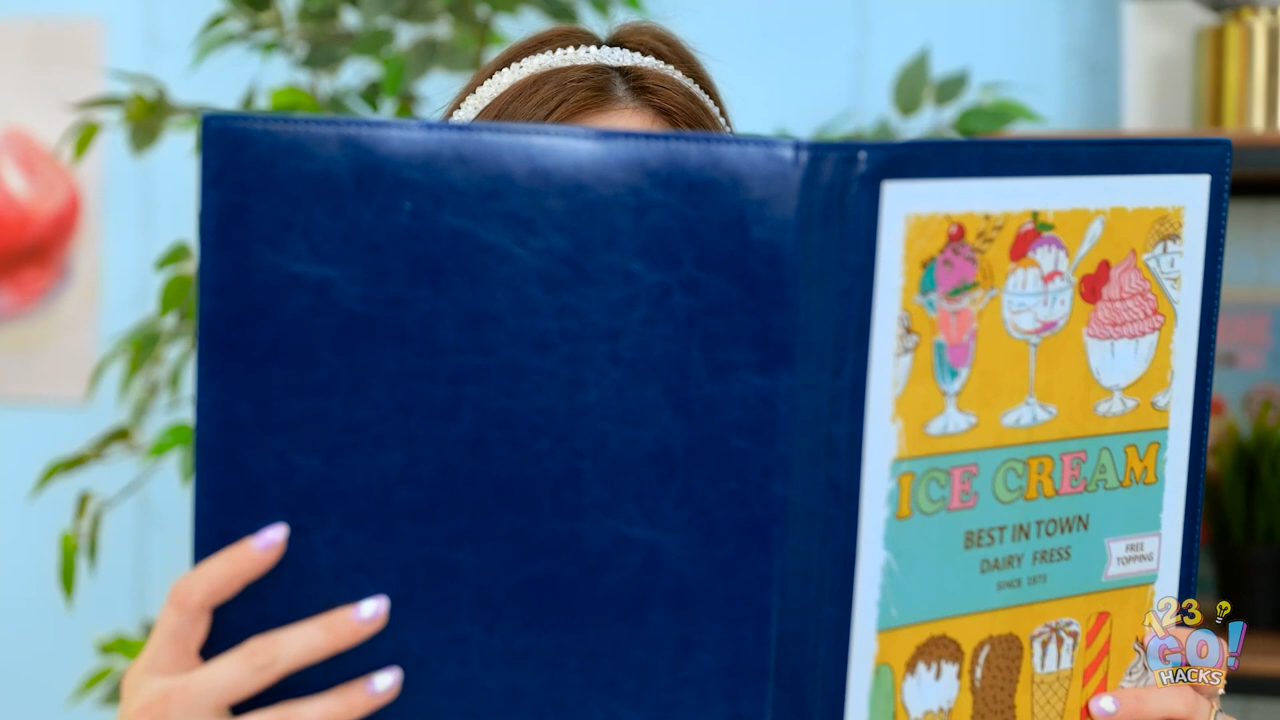 ICE CREAM
BEST IN TOWN
DAIRY FRESS
SINCE 1973
FREE
TOPPING
123
GO!
HACKS